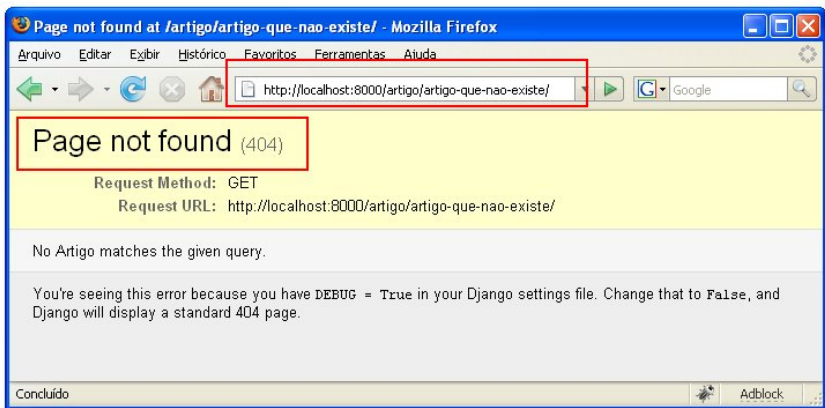 Page not found at /artigo/artigo-que-nao-existe/ - Mozilla Firefox
Arquivo Editar Exibir Histórico Favoritos Ferramentas Ajuda
http://localhost:8000/artigo/artigo-que-nao-existe/ G Google
Page not found (404)
Request Method: GET
Request URL: http://localhost:8000/artigo/artigo-que-nao-existe/
No Artigo matches the given query.
You're seeing this error because you have DEBUG = True in your Django settings file. Change that to False, and
Django will display a standard 404 page.
Concluído Adblock